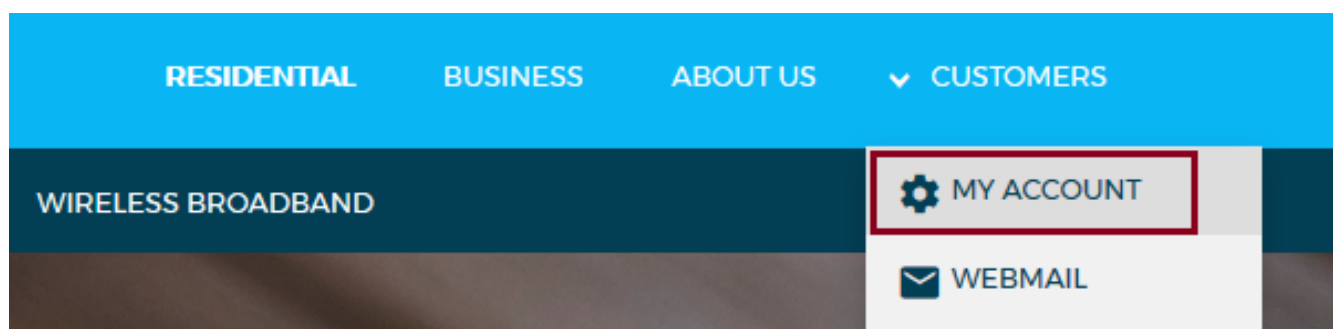 RESIDENTIAL BUSINESS ABOUT US CUSTOMERS
WIRELESS BROADBAND
MY ACCOUNT
WEBMAIL